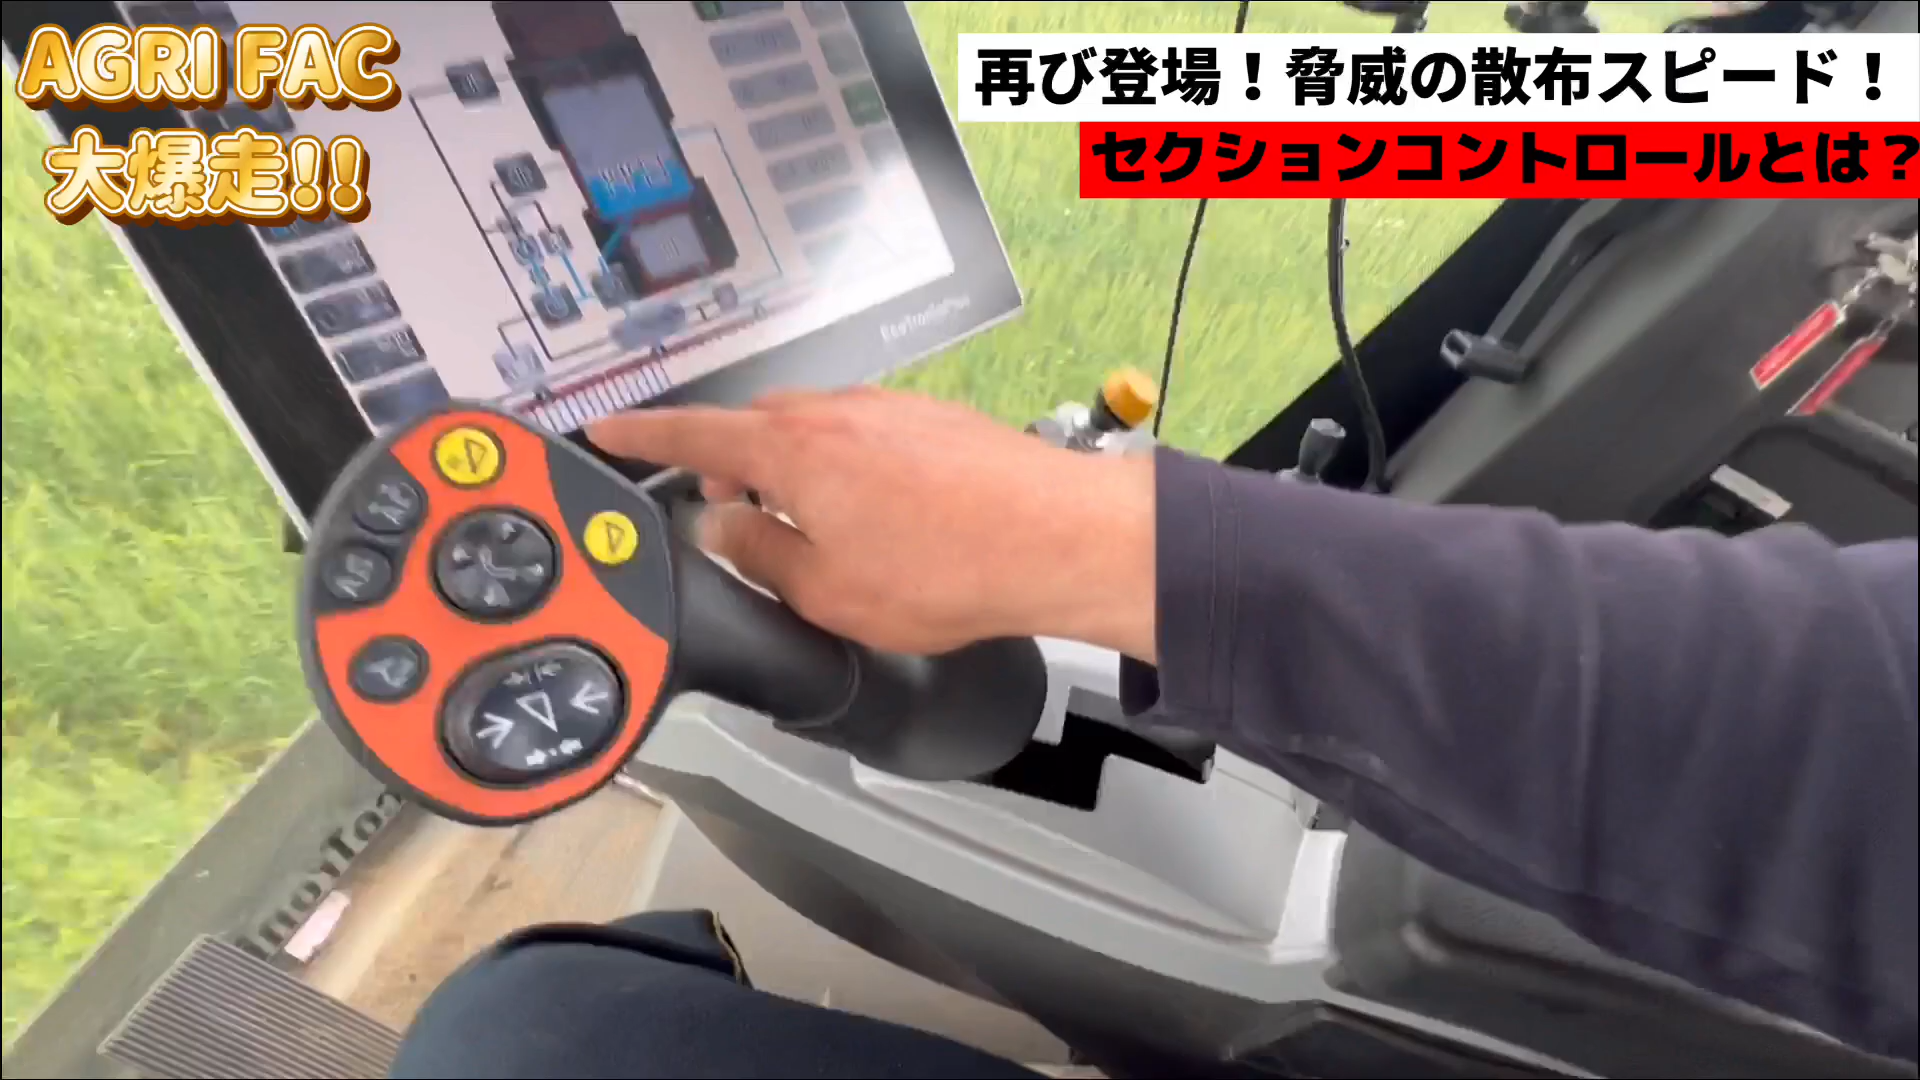 AGRI FAC
大爆走!!
再び登場！脅威の散布スピード！
セクションコントロールとは？
EcoTronicPlus